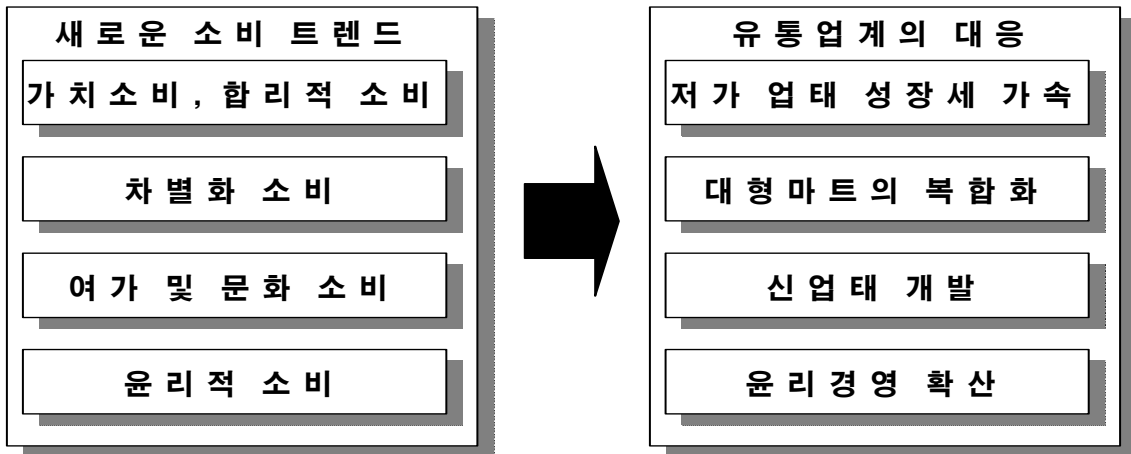 새로운 소비 트렌드
가치소비, 합리적 소비
차별화 소비
여가 및 문화 소비
윤리적 소비
유통업계의 대응
저가 업태 성장세 가속
대형마트의 복합화
신업태 개발
윤리경영 확산